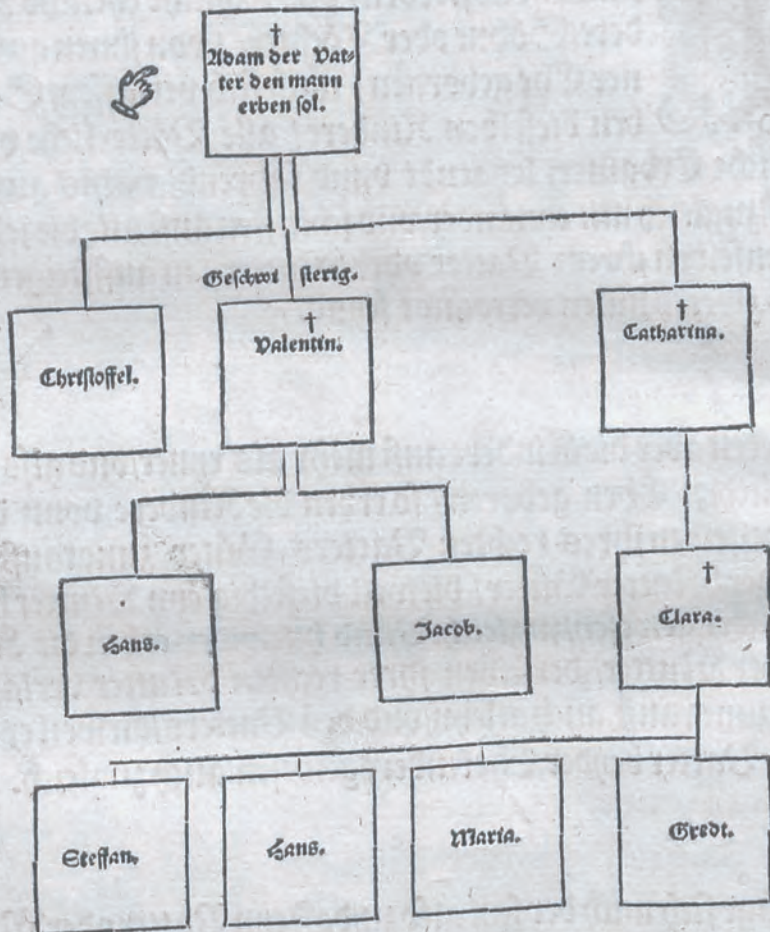 †
Adam der Vat⸗
ter den mann
erben sol.
Geschwi sterig.
Christoffel.
†
Valentin.
†
Catharina.
Hans.
Jacob.
†
Clara.
Steffan.
Hans.
Maria.
Gredt.